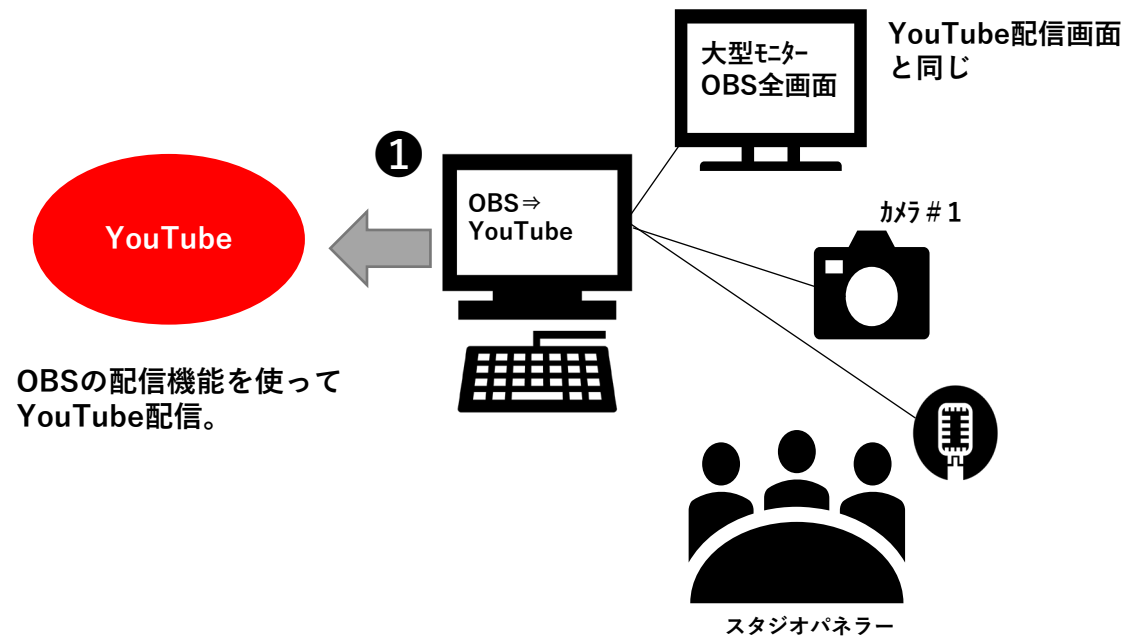 YouTube配信画面
と同じ
大型ﾓﾆﾀｰ
OBS全画面
❶
OBS⇒
YouTube
YouTube
ｶﾒﾗ＃1
OBSの配信機能を使って
YouTube配信。
スタジオパネラー